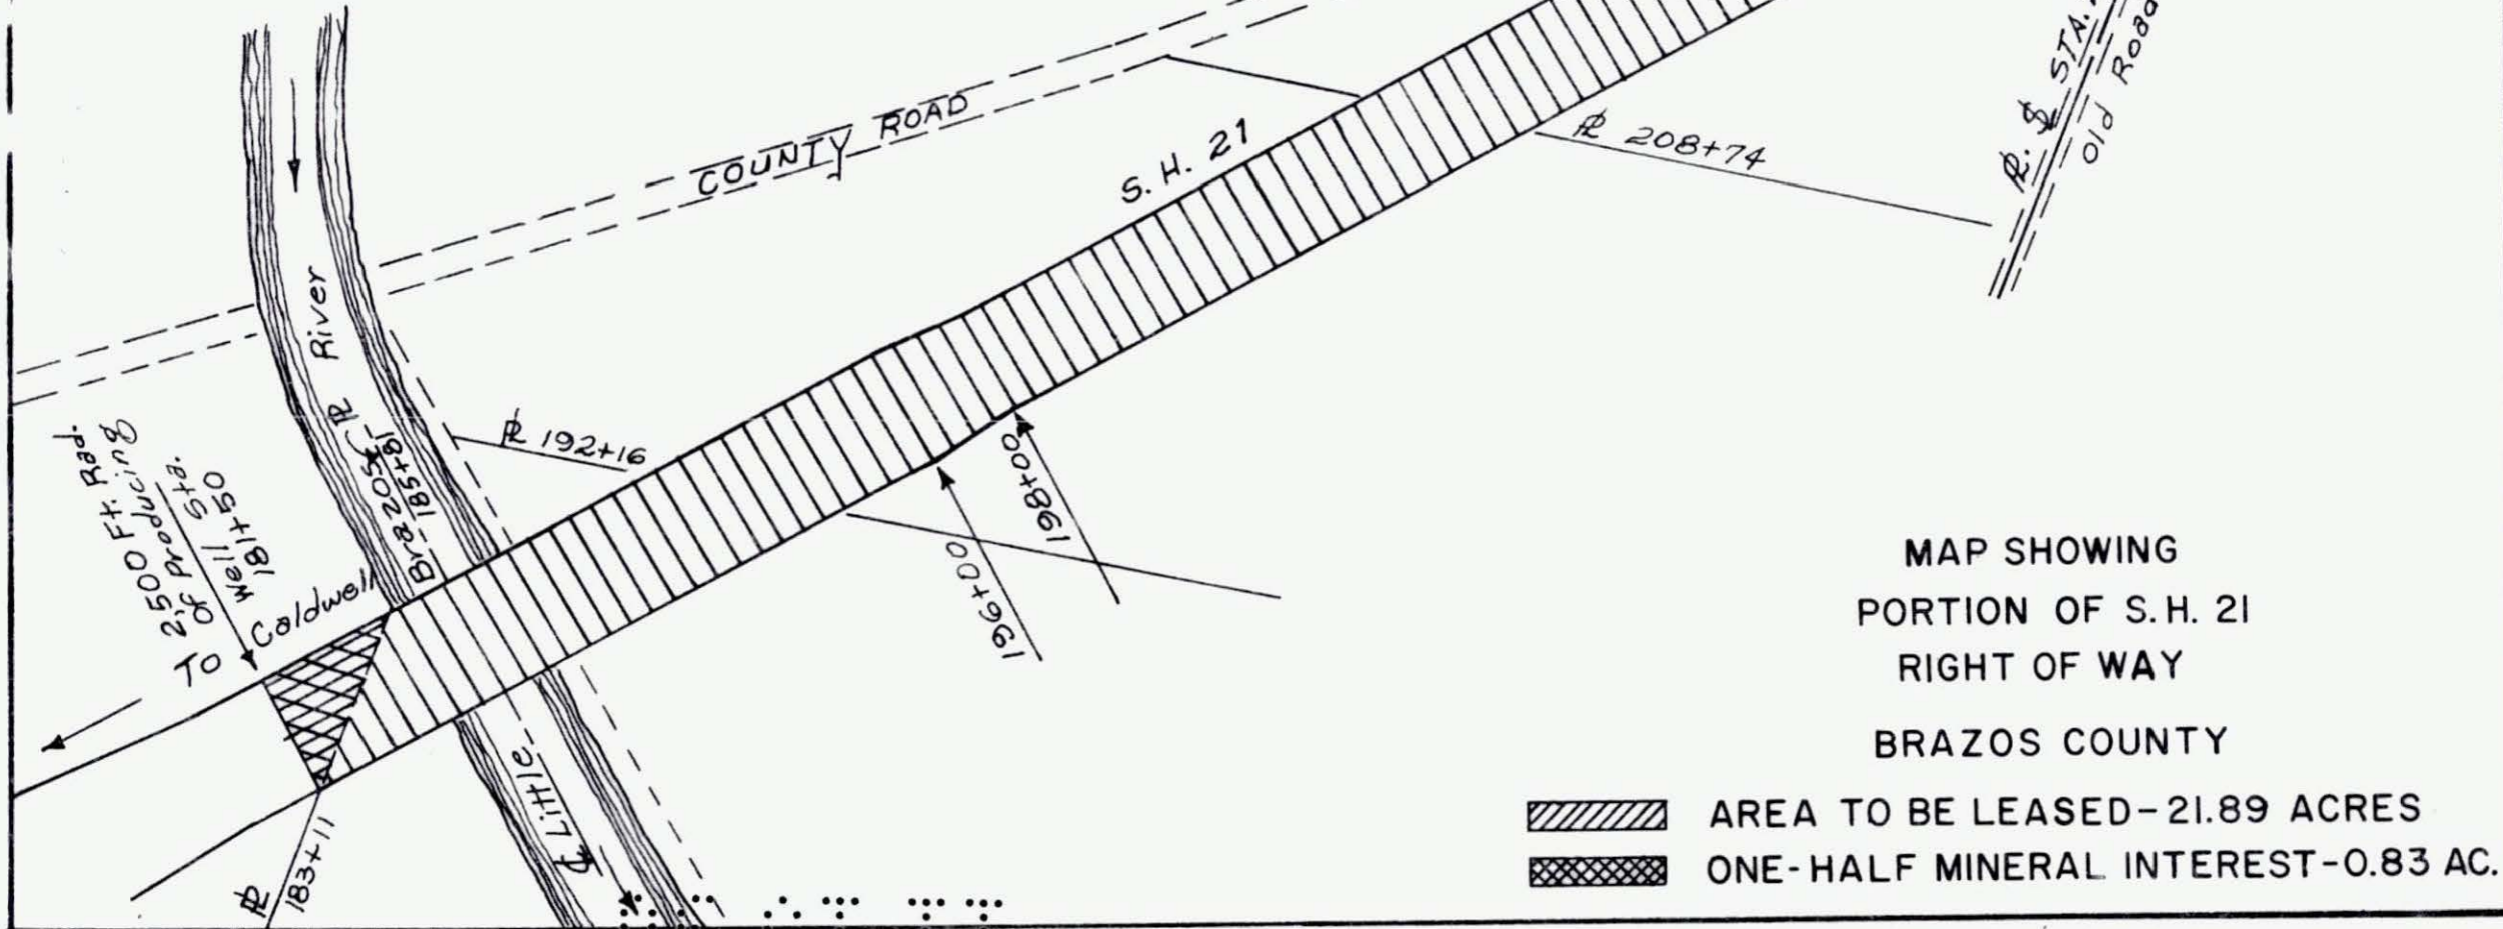 COUNTY ROAD
S. H. 21
STA.
Old Road
208+74
River
192+16
185+81
2,500 Ft. Rad.
of Producing
Well Sta.
181+50
To Caldwell
198+00
196+00
Little
183+11
MAP SHOWING
PORTION OF S. H. 21
RIGHT OF WAY
BRAZOS COUNTY
AREA TO BE LEASED-21.89 ACRES
ONE-HALF MINERAL INTEREST-0.83 AC.